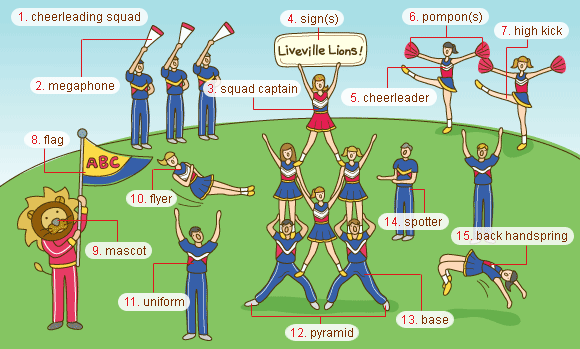 1. cheerleading squad
2. megaphone
3. squad captain
4. sign(s)
Liveville Lions!
5. cheerleader
6. pompon(s)
7. high kick
8. flag
ABC
9. mascot
10. flyer
11. uniform
12. pyramid
13. base
14. spotter
15. back handspring